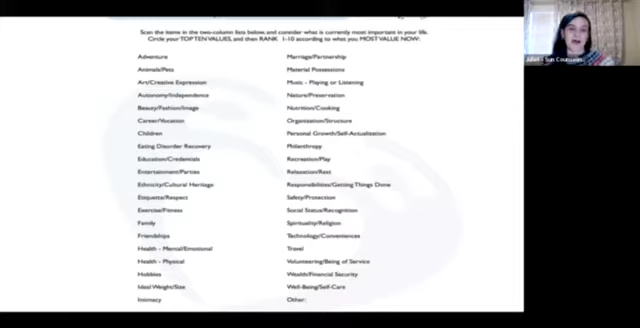 Scan the items in the two-column lists below, and consider what is currently most important in your life.
Circle your TOP TEN VALUES, and then RANK 1-10 according to what you MOST VALUE NOW:
Adventure
Animals/Pets
Art/Creative Expression
Autonomy/Independence
Beauty/Fashion/Image
Career/Vocation
Children
Eating Disorder Recovery
Education/Credentials
Entertainment/Parties
Ethnicity/Cultural Heritage
Etiquette/Respect
Exercise/Fitness
Family
Friendships
Health - Mental/Emotional
Health - Physical
Hobbies
Ideal Weight/Size
Intimacy
Marriage/Partnership
Material Possessions
Music - Playing or Listening
Nature/Preservation
Nutrition/Cooking
Organization/Structure
Personal Growth/Self-Actualization
Philanthropy
Recreation/Play
Relaxation/Rest
Responsibilities/Getting Things Done
Safety/Protection
Social Status/Recognition
Spirituality/Religion
Technology/Conveniences
Travel
Volunteering/Being of Service
Wealth/Financial Security
Well-Being/Self-Care
Other: